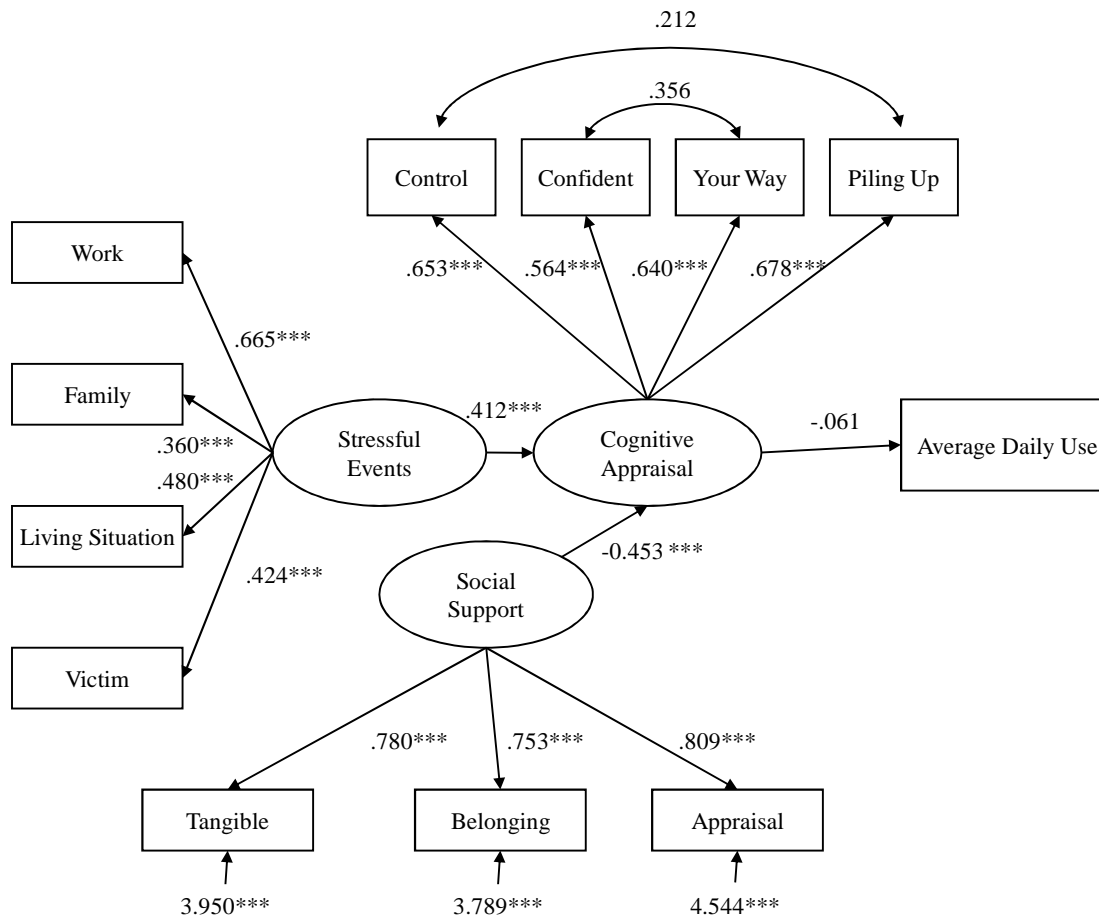 .212
.356
Control
Confident
Your Way
Piling Up
Work
.653***
.564***
.640***
.678***
.665***
Family
.360***
.480***
Stressful
Events
.412***
Cognitive
Appraisal
-.061
Average Daily Use
Living Situation
-0.453 ***
.424***
Social
Support
Victim
.780***
.753***
.809***
Tangible
Belonging
Appraisal
3.950***
3.789***
4.544***